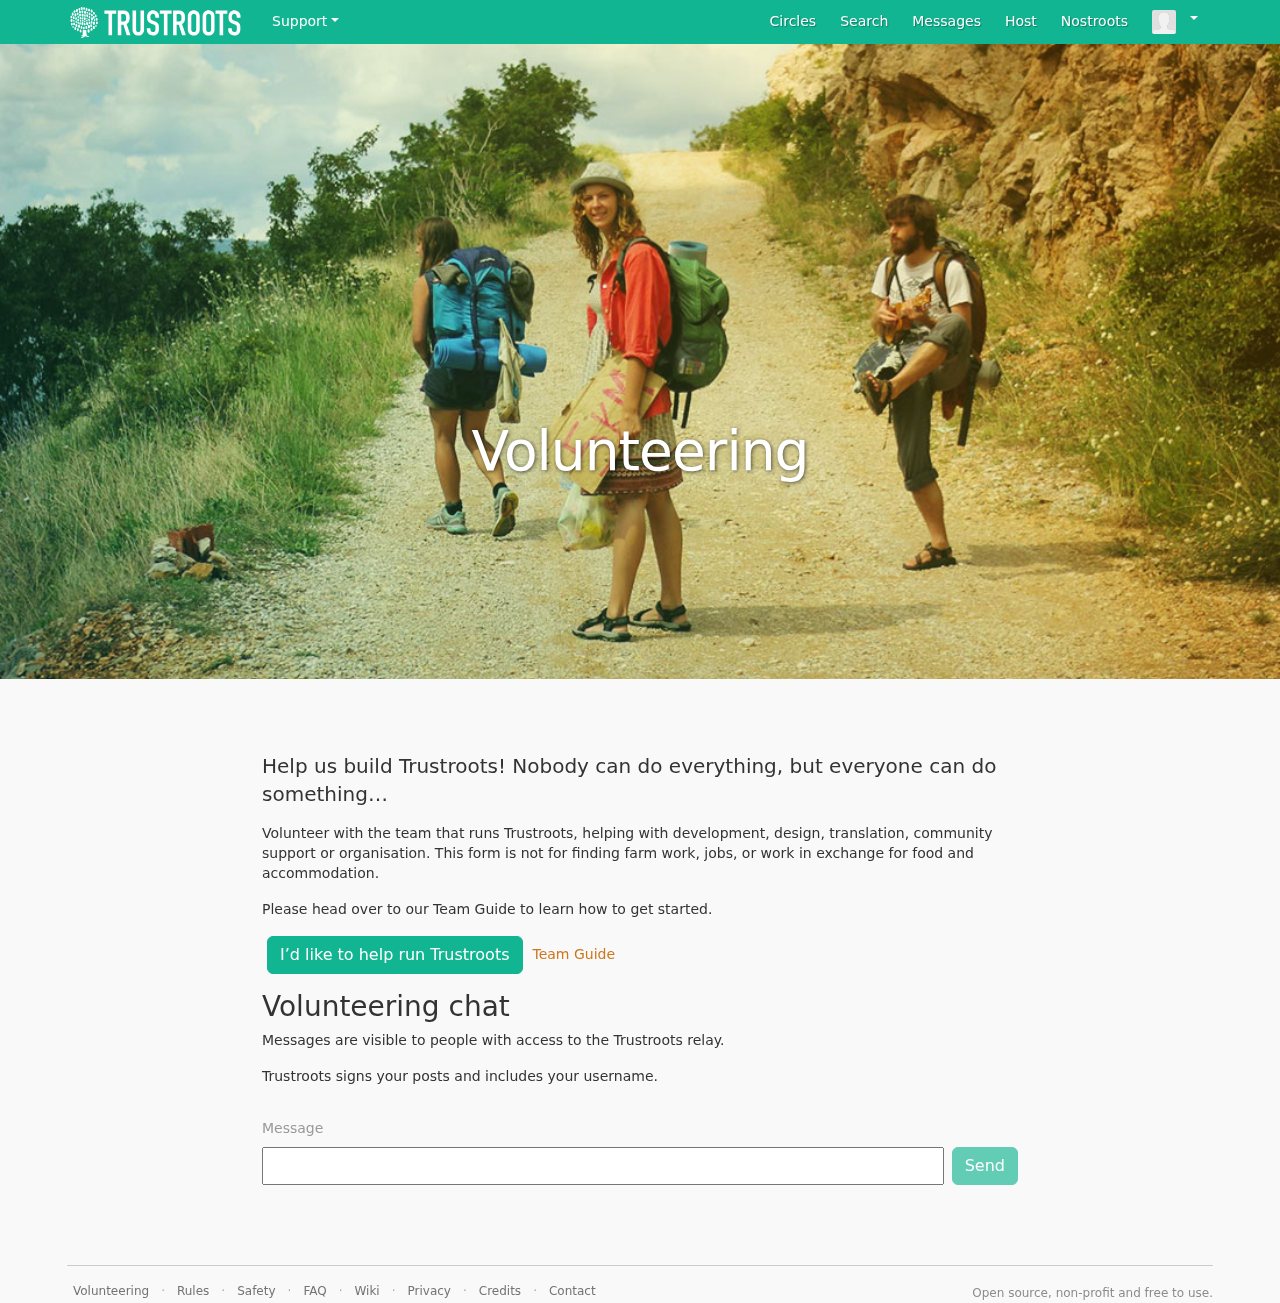 TRUSTROOTS Support Circles Search Messages Host Nostroots
Volunteering
Help us build Trustroots! Nobody can do everything, but everyone can do
something…
Volunteer with the team that runs Trustroots, helping with development, design, translation, community
support or organisation. This form is not for finding farm work, jobs, or work in exchange for food and
accommodation.
Please head over to our Team Guide to learn how to get started.
I’d like to help run Trustroots Team Guide
Volunteering chat
Messages are visible to people with access to the Trustroots relay.
Trustroots signs your posts and includes your username.
Message
Send
Volunteering · Rules · Safety · FAQ · Wiki · Privacy · Credits · Contact
Open source, non-profit and free to use.